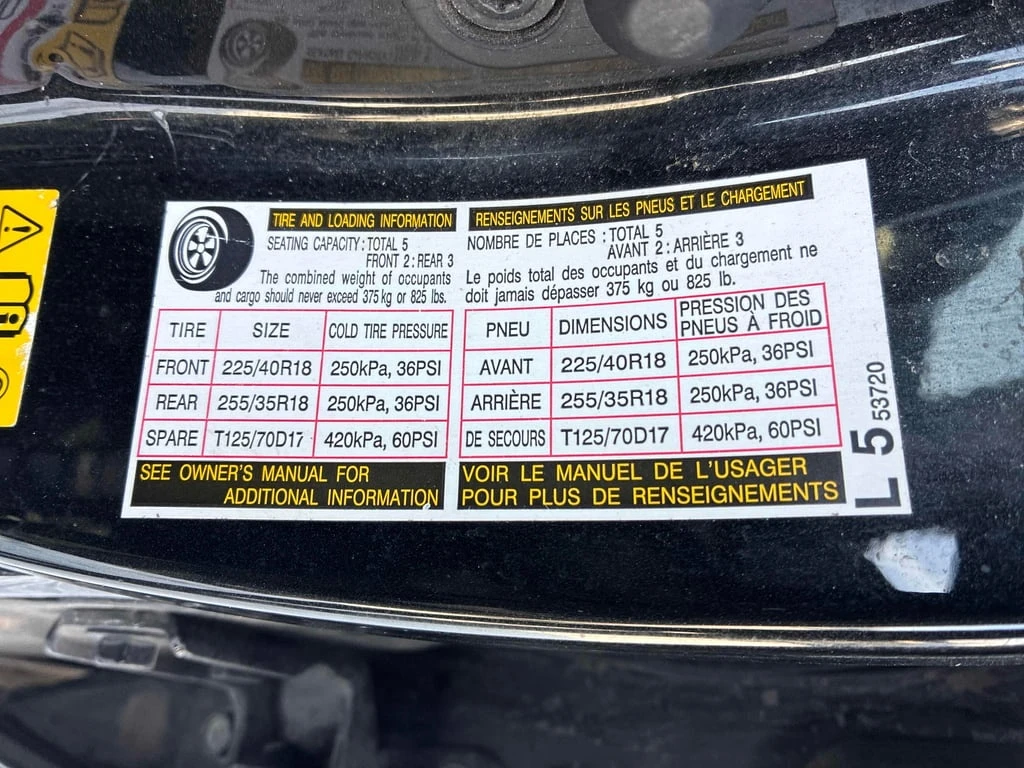 TIRE AND LOADING INFORMATION
SEATING CAPACITY : TOTAL 5
FRONT 2 : REAR 3
The combined weight of occupants
and cargo should never exceed 375 kg or 825 lbs.
TIRE SIZE COLD TIRE PRESSURE
FRONT 225/40R18 250kPa, 36PSI
REAR 255/35R18 250kPa, 36PSI
SPARE T125/70D17 420kPa, 60PSI
SEE OWNER'S MANUAL FOR
ADDITIONAL INFORMATION
RENSEIGNEMENTS SUR LES PNEUS ET LE CHARGEMENT
NOMBRE DE PLACES : TOTAL 5
AVANT 2 : ARRIÈRE 3
Le poids total des occupants et du chargement ne
doit jamais dépasser 375 kg ou 825 lb.
PNEU DIMENSIONS PRESSION DES
PNEUS À FROID
AVANT 225/40R18 250kPa, 36PSI
ARRIÈRE 255/35R18 250kPa, 36PSI
DE SECOURS T125/70D17 420kPa, 60PSI
VOIR LE MANUEL DE L'USAGER
POUR PLUS DE RENSEIGNEMENTS
L 5
53720